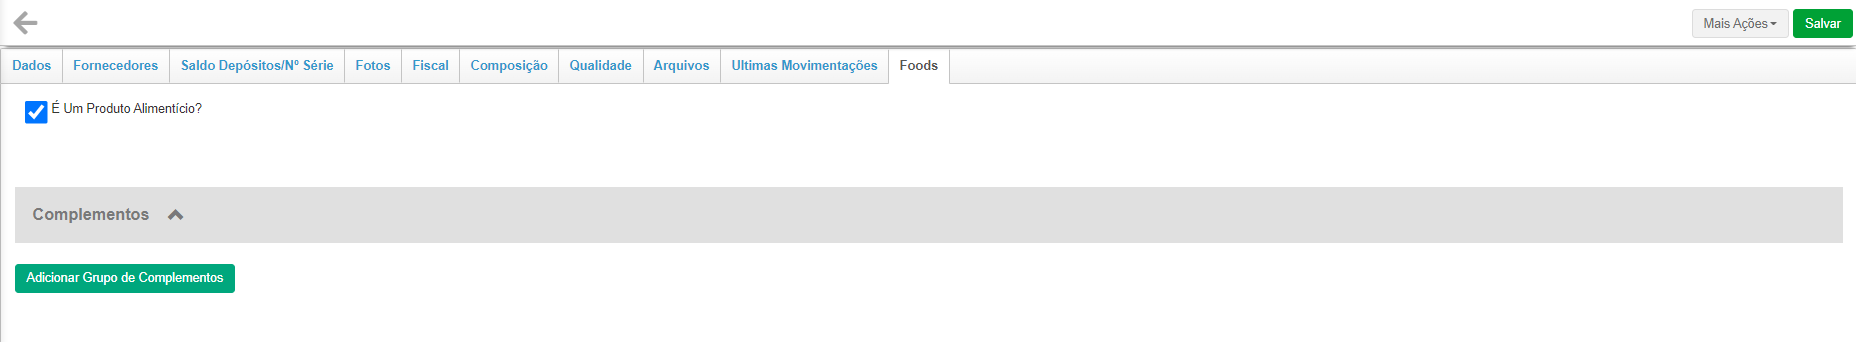 Mais Ações
Salvar
Dados
Fornecedores
Saldo Depósitos/Nº Série
Fotos
Fiscal
Composição
Qualidade
Arquivos
Ultimas Movimentações
Foods
É Um Produto Alimentício?
Complementos
Adicionar Grupo de Complementos